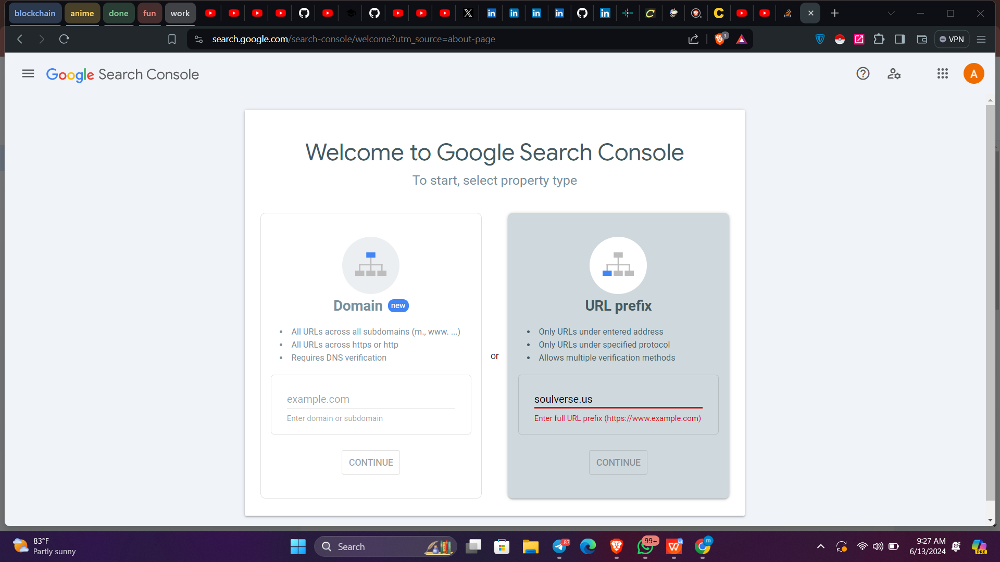 blockchain
anime
done
fun
work
search.google.com/search-console/welcome?utm_source=about-page
3
VPN
Google Search Console
A
Welcome to Google Search Console
To start, select property type
Domain new
• All URLs across all subdomains (m., www. ...)
• All URLs across https or http
• Requires DNS verification
example.com
Enter domain or subdomain
CONTINUE
or
URL prefix
• Only URLs under entered address
• Only URLs under specified protocol
• Allows multiple verification methods
soulverse.us
Enter full URL prefix (https://www.example.com)
CONTINUE
83°F
Partly sunny
Search
..87
99+
W
m
9:27 AM
6/13/2024
PRE